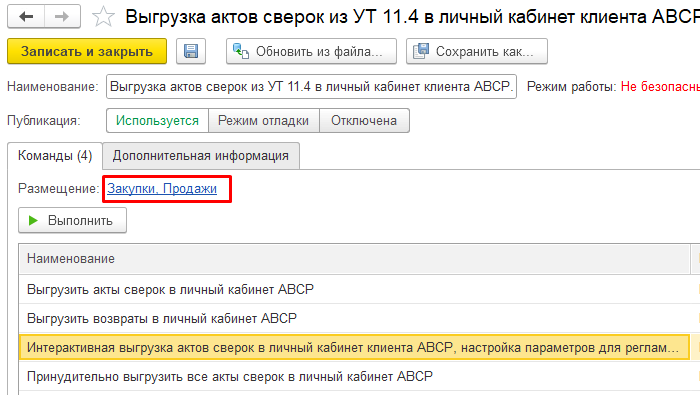 Выгрузка актов сверок из УТ 11.4 в личный кабинет клиента АВСР
Записать и закрыть Обновить из файла... Сохранить как...
Наименование: Выгрузка актов сверок из УТ 11.4 в личный кабинет клиента АВСР. Режим работы: Не безопасны
Публикация: Используется Режим отладки Отключена
Команды (4) Дополнительная информация
Размещение: Закупки, Продажи
Выполнить
Наименование
Выгрузить акты сверок в личный кабинет АВСР
Выгрузить возвраты в личный кабинет АВСР
Интерактивная выгрузка актов сверок в личный кабинет клиента АВСР, настройка параметров для реглам...
Принудительно выгрузить все акты сверок в личный кабинет АВСР